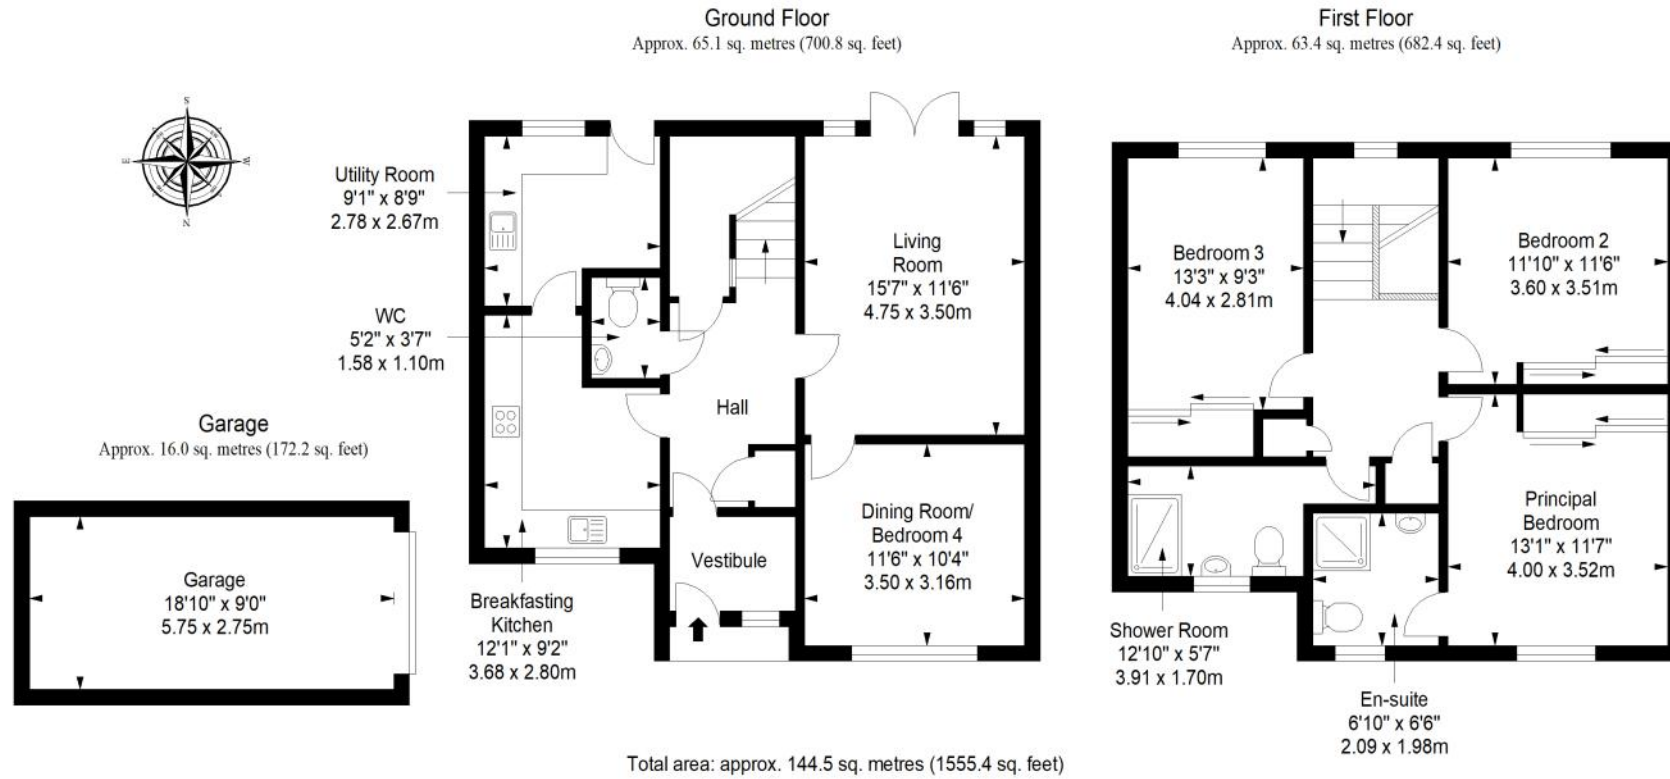 Ground Floor
Approx. 65.1 sq. metres (700.8 sq. feet)
First Floor
Approx. 63.4 sq. metres (682.4 sq. feet)
S
E
W
N
Utility Room
9'1" x 8'9"
2.78 x 2.67m
WC
5'2" x 3'7"
1.58 x 1.10m
Living
Room
15'7" x 11'6"
4.75 x 3.50m
Hall
Dining Room/
Bedroom 4
11'6" x 10'4"
3.50 x 3.16m
Vestibule
Breakfasting
Kitchen
12'1" x 9'2"
3.68 x 2.80m
Garage
Approx. 16.0 sq. metres (172.2 sq. feet)
Garage
18'10" x 9'0"
5.75 x 2.75m
Bedroom 3
13'3" x 9'3"
4.04 x 2.81m
Bedroom 2
11'10" x 11'6"
3.60 x 3.51m
Principal
Bedroom
13'1" x 11'7"
4.00 x 3.52m
Shower Room
12'10" x 5'7"
3.91 x 1.70m
En-suite
6'10" x 6'6"
2.09 x 1.98m
Total area: approx. 144.5 sq. metres (1555.4 sq. feet)